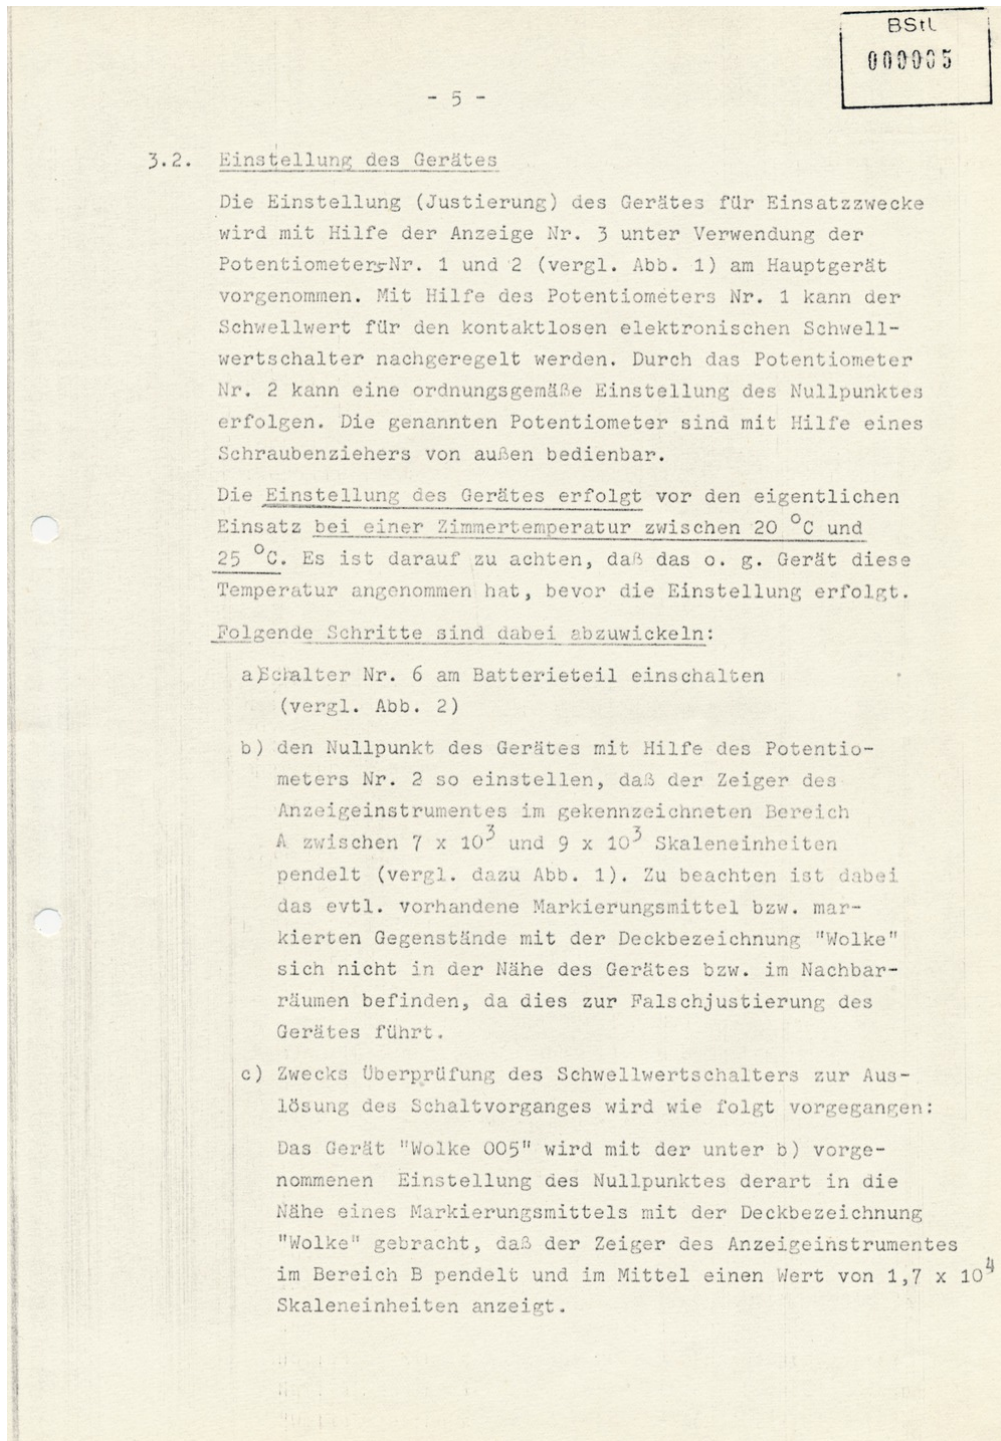 BStU
000005
- 5 -
3.2. Einstellung des Gerätes
Die Einstellung (Justierung) des Gerätes für Einsatzzwecke
wird mit Hilfe der Anzeige Nr. 3 unter Verwendung der
Potentiometers Nr. 1 und 2 (vergl. Abb. 1) am Hauptgerät
vorgenommen. Mit Hilfe des Potentiometers Nr. 1 kann der
Schwellwert für den kontaktlosen elektronischen Schwell-
wertschalter nachgeregelt werden. Durch das Potentiometer
Nr. 2 kann eine ordnungsgemäße Einstellung des Nullpunktes
erfolgen. Die genannten Potentiometer sind mit Hilfe eines
Schraubenziehers von außen bedienbar.
Die Einstellung des Gerätes erfolgt vor den eigentlichen
Einsatz bei einer Zimmertemperatur zwischen 20 °C und
25 °C. Es ist darauf zu achten, daß das o. g. Gerät diese
Temperatur angenommen hat, bevor die Einstellung erfolgt.
Folgende Schritte sind dabei abzuwickeln:
a) Schalter Nr. 6 am Batterieteil einschalten
(vergl. Abb. 2)
b) den Nullpunkt des Gerätes mit Hilfe des Potentio-
meters Nr. 2 so einstellen, daß der Zeiger des
Anzeigeinstrumentes im gekennzeichneten Bereich
A zwischen 7 x 10³ und 9 x 10³ Skaleneinheiten
pendelt (vergl. dazu Abb. 1). Zu beachten ist dabei
das evtl. vorhandene Markierungsmittel bzw. mar-
kierten Gegenstände mit der Deckbezeichnung "Wolke"
sich nicht in der Nähe des Gerätes bzw. im Nachbar-
räumen befinden, da dies zur Falschjustierung des
Gerätes führt.
c) Zwecks Überprüfung des Schwellwertschalters zur Aus-
lösung des Schaltvorganges wird wie folgt vorgegangen:
Das Gerät "Wolke 005" wird mit der unter b) vorge-
nommenen Einstellung des Nullpunktes derart in die
Nähe eines Markierungsmittels mit der Deckbezeichnung
"Wolke" gebracht, daß der Zeiger des Anzeigeinstrumentes
im Bereich B pendelt und im Mittel einen Wert von 1,7 x 10⁴
Skaleneinheiten anzeigt.